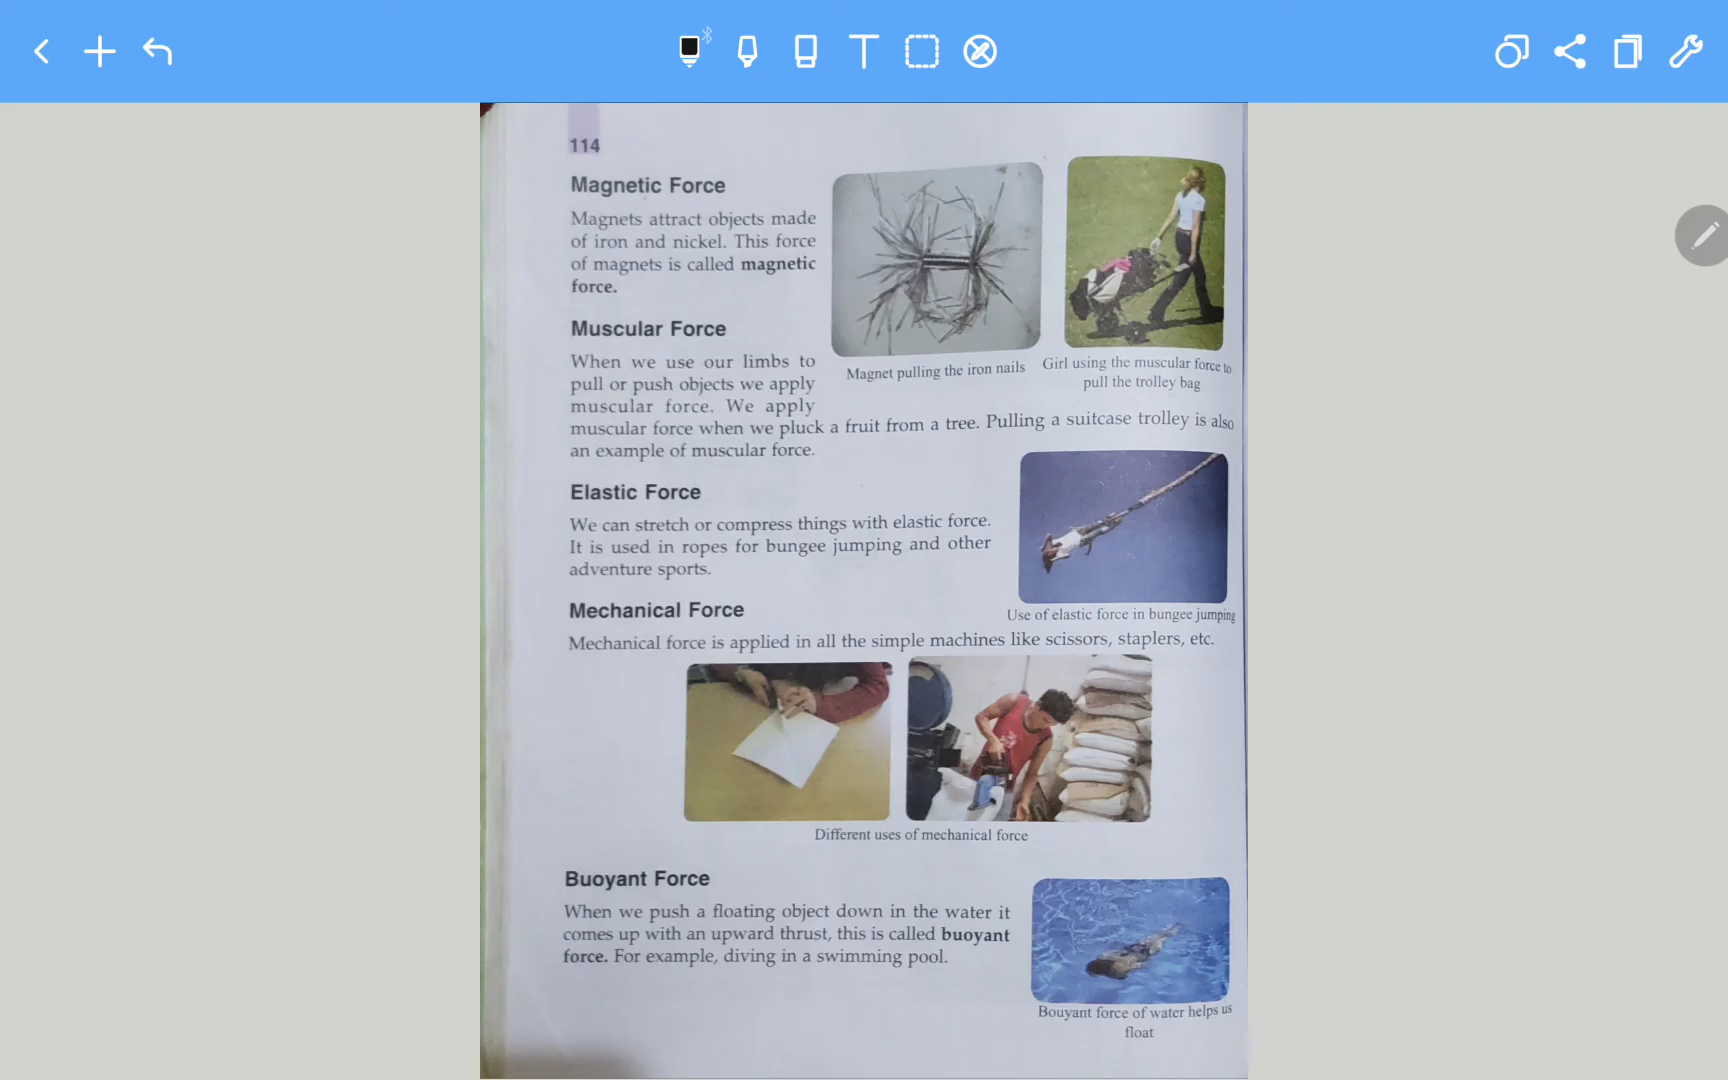 114
Magnetic Force
Magnets attract objects made
of iron and nickel. This force
of magnets is called magnetic
force.
Magnet pulling the iron nails
Girl using the muscular force to
pull the trolley bag
Muscular Force
When we use our limbs to
pull or push objects we apply
muscular force. We apply
muscular force when we pluck a fruit from a tree. Pulling a suitcase trolley is also
an example of muscular force.
Elastic Force
We can stretch or compress things with elastic force.
It is used in ropes for bungee jumping and other
adventure sports.
Use of elastic force in bungee jumping
Mechanical Force
Mechanical force is applied in all the simple machines like scissors, staplers, etc.
Different uses of mechanical force
Buoyant Force
When we push a floating object down in the water it
comes up with an upward thrust, this is called buoyant
force. For example, diving in a swimming pool.
Bouyant force of water helps us
float